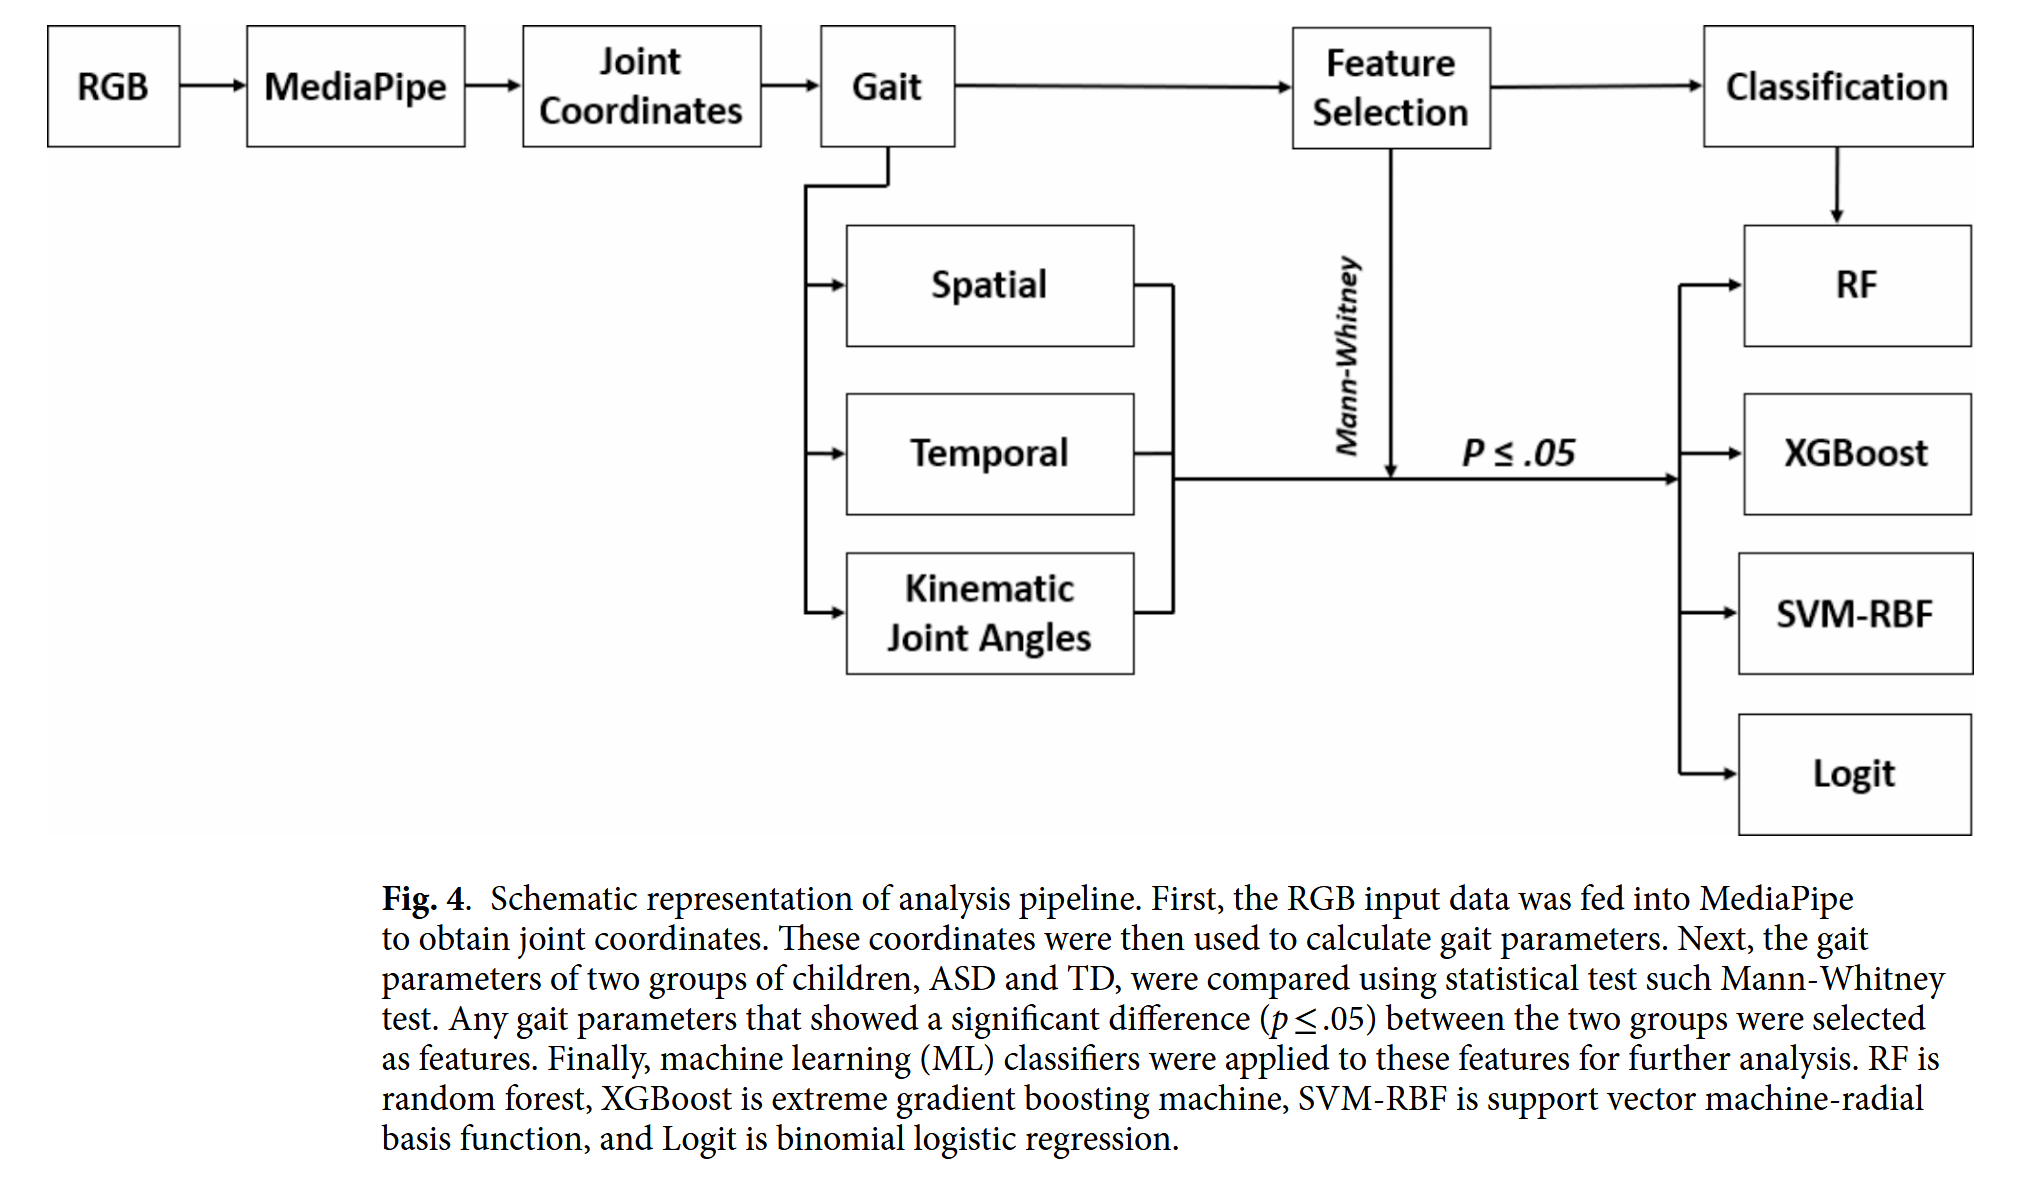 RGB
MediaPipe
Joint
Coordinates
Gait
Feature
Selection
Classification
Spatial
Temporal
Kinematic
Joint Angles
Mann-Whitney
P ≤ .05
RF
XGBoost
SVM-RBF
Logit
Fig. 4. Schematic representation of analysis pipeline. First, the RGB input data was fed into MediaPipe
to obtain joint coordinates. These coordinates were then used to calculate gait parameters. Next, the gait
parameters of two groups of children, ASD and TD, were compared using statistical test such Mann-Whitney
test. Any gait parameters that showed a significant difference (p ≤ .05) between the two groups were selected
as features. Finally, machine learning (ML) classifiers were applied to these features for further analysis. RF is
random forest, XGBoost is extreme gradient boosting machine, SVM-RBF is support vector machine-radial
basis function, and Logit is binomial logistic regression.